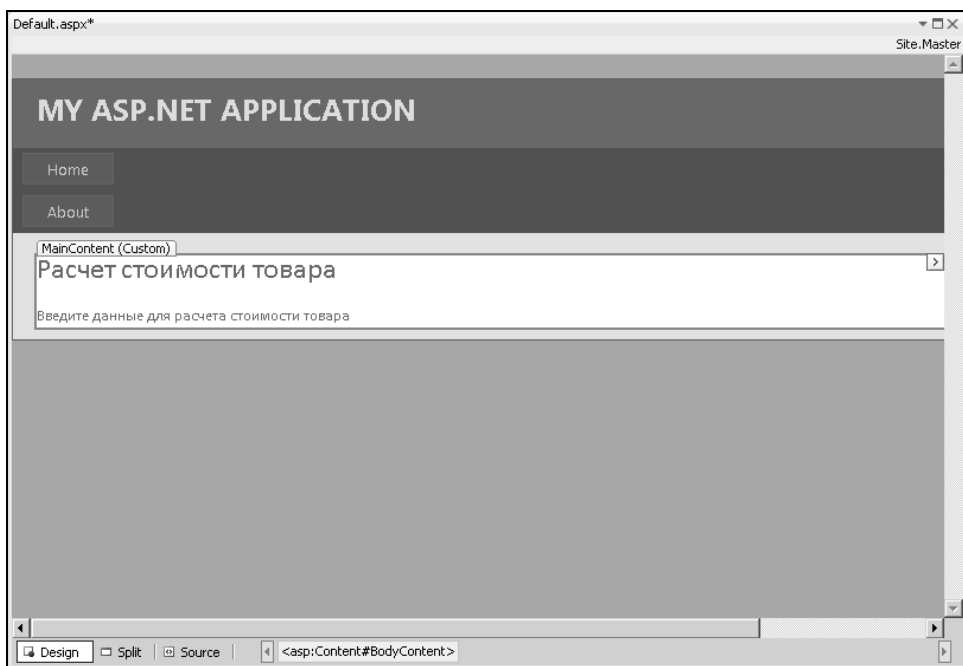 Default.aspx*
Site.Master
MY ASP.NET APPLICATION
Home
About
MainContent (Custom)
Расчет стоимости товара
Введите данные для расчета стоимости товара
Design Split Source <asp:Content#BodyContent>